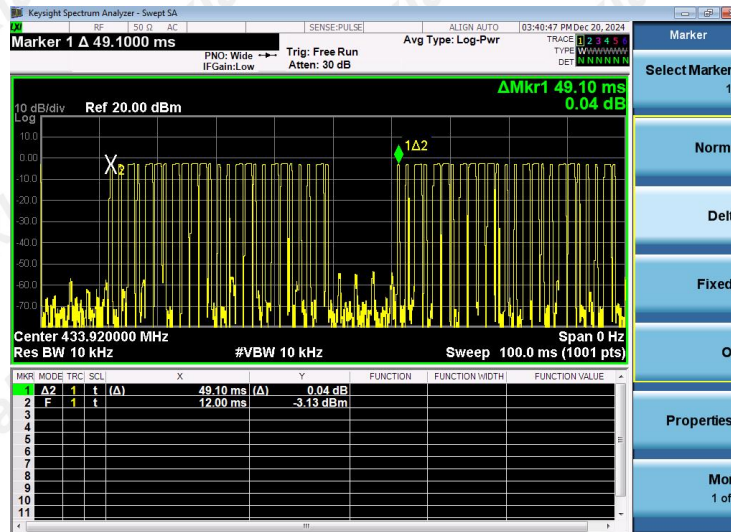 Keysight Spectrum Analyzer - Swept SA
LXI RF 50 Ω AC SENSE:PULSE ALIGN AUTO 03:40:47 PM Dec 20, 2024
Marker 1 Δ 49.1000 ms
PNO: Wide
IFGain:Low
Trig: Free Run
Atten: 30 dB
Avg Type: Log-Pwr
TRACE 1 2 3 4 5 6
TYPE WWWWWW
DET N N N N N N
ΔMkr1 49.10 ms
0.04 dB
10 dB/div Ref 20.00 dBm
Log
10.0
0.00
-10.0
-20.0
-30.0
-40.0
-50.0
-60.0
-70.0
X2
1Δ2
Center 433.920000 MHz Span 0 Hz
Res BW 10 kHz #VBW 10 kHz Sweep 100.0 ms (1001 pts)
MKR MODE TRC SCL X Y FUNCTION FUNCTION WIDTH FUNCTION VALUE
1 Δ2 1 t (Δ) 49.10 ms (Δ) 0.04 dB
2 F 1 t 12.00 ms -3.13 dBm
3
4
5
6
7
8
9
10
11
Marker
Select Marker
1
Norm
Delt
Fixed
O
Properties
Mor
1 of